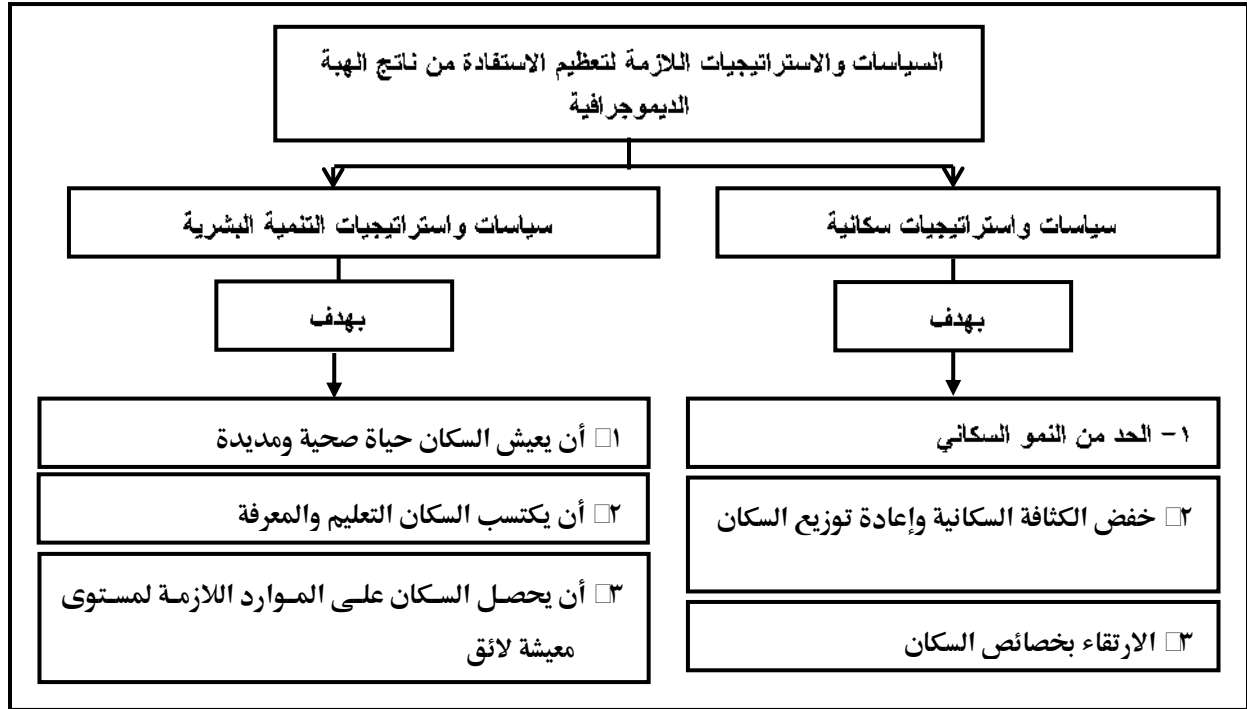 السياسات والاستراتيجيات اللازمة لتعظيم الاستفادة من ناتج الهبة
الديموجرافية
سياسات واستراتيجيات سكانية
سياسات واستراتيجيات التنمية البشرية
بهدف
بهدف
١- الحد من النمو السكاني
٢□ خفض الكثافة السكانية وإعادة توزيع السكان
٣□ الارتقاء بخصائص السكان
١□ أن يعيش السكان حياة صحية ومديدة
٢□ أن يكتسب السكان التعليم والمعرفة
٣□ أن يحصل السكان على الموارد اللازمة لمستوى
معيشة لائق